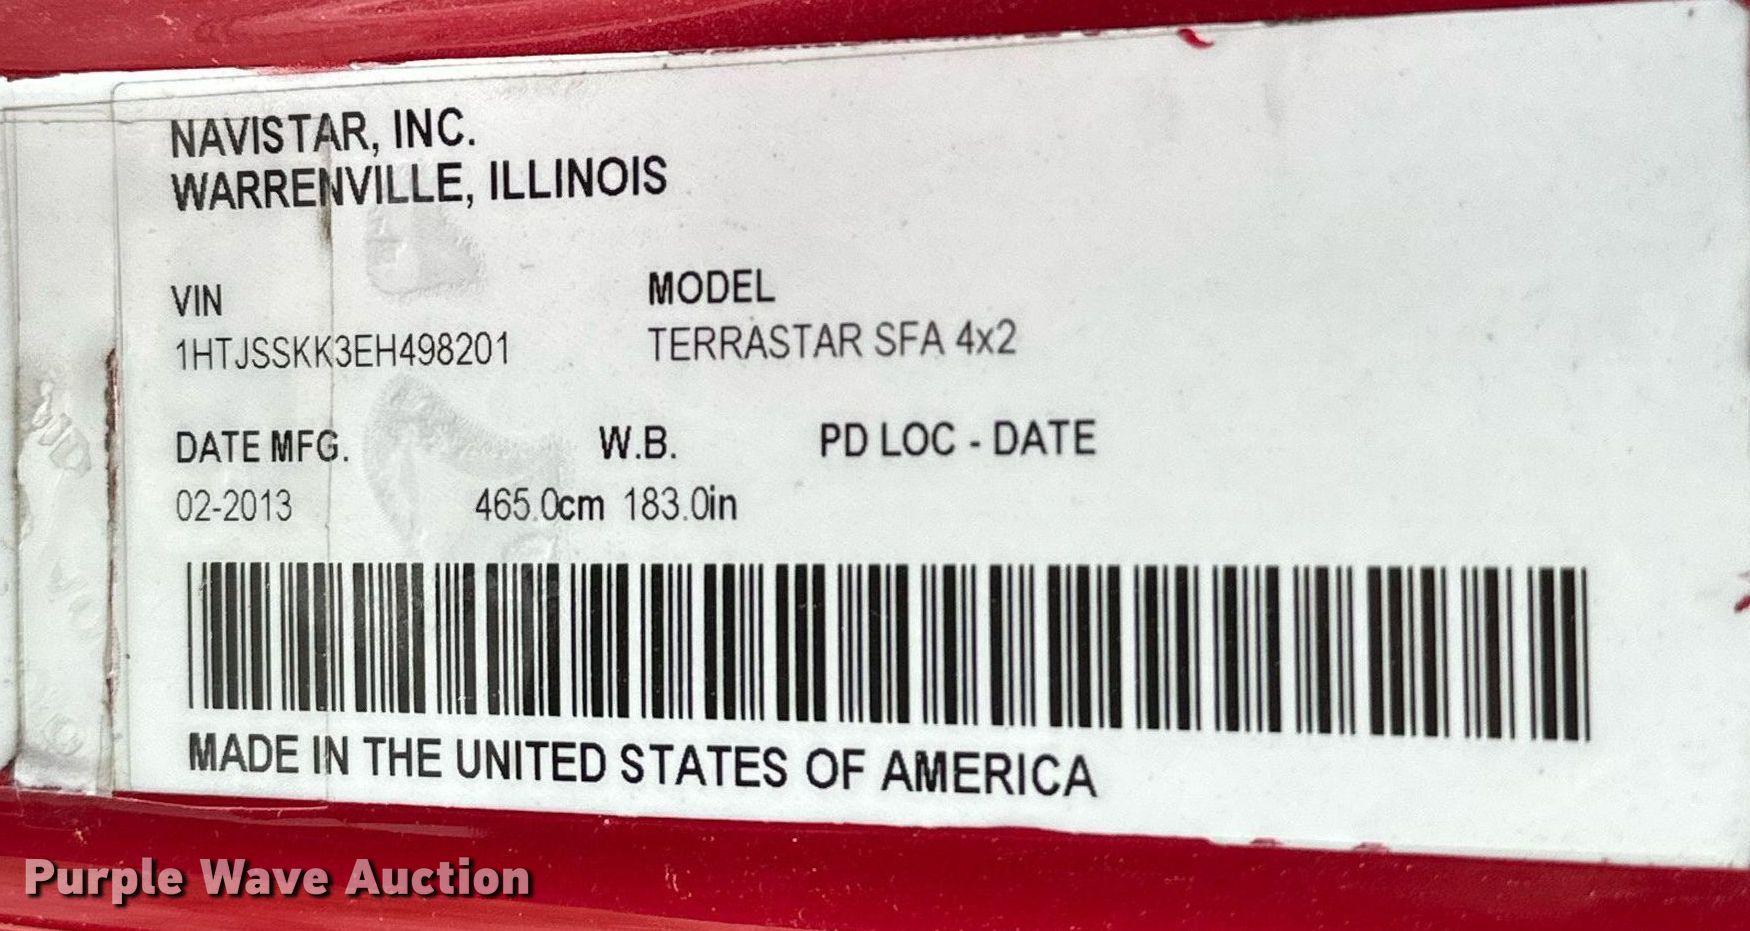 NAVISTAR, INC.
WARRENVILLE, ILLINOIS
VIN MODEL
1HTJSSKK3EH498201 TERRASTAR SFA 4x2
DATE MFG. W.B. PD LOC - DATE
02-2013 465.0cm 183.0in
MADE IN THE UNITED STATES OF AMERICA
Purple Wave Auction